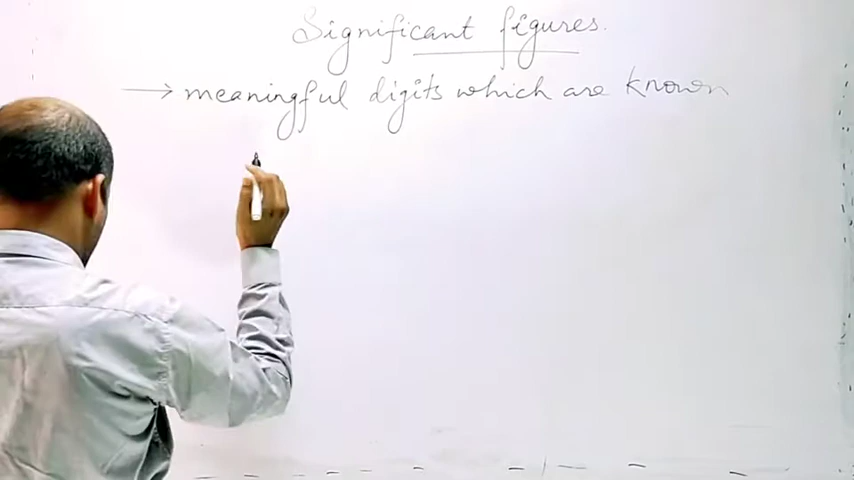 Significant figures.
→ meaningful digits which are known